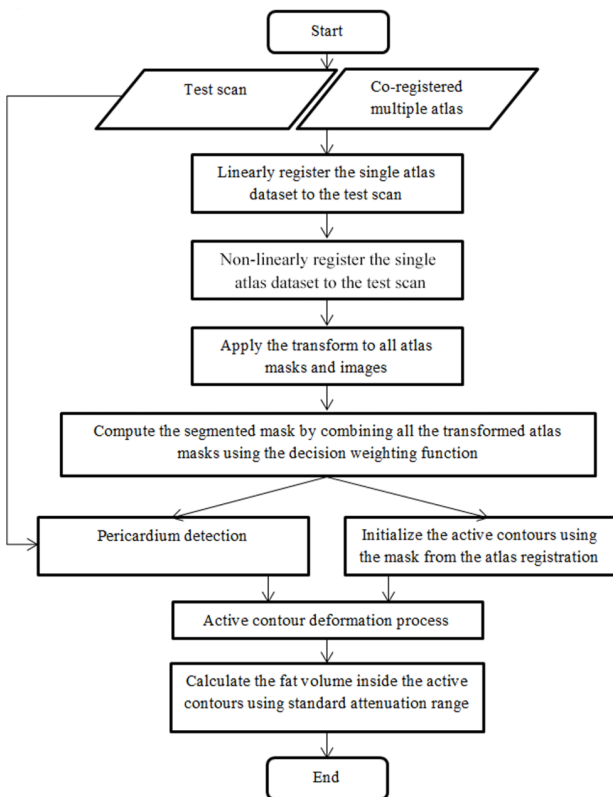 Start
Test scan
Co-registered
multiple atlas
Linearly register the single atlas
dataset to the test scan
Non-linearly register the single
atlas dataset to the test scan
Apply the transform to all atlas
masks and images
Compute the segmented mask by combining all the transformed atlas
masks using the decision weighting function
Pericardium detection
Initialize the active contours using
the mask from the atlas registration
Active contour deformation process
Calculate the fat volume inside the active
contours using standard attenuation range
End